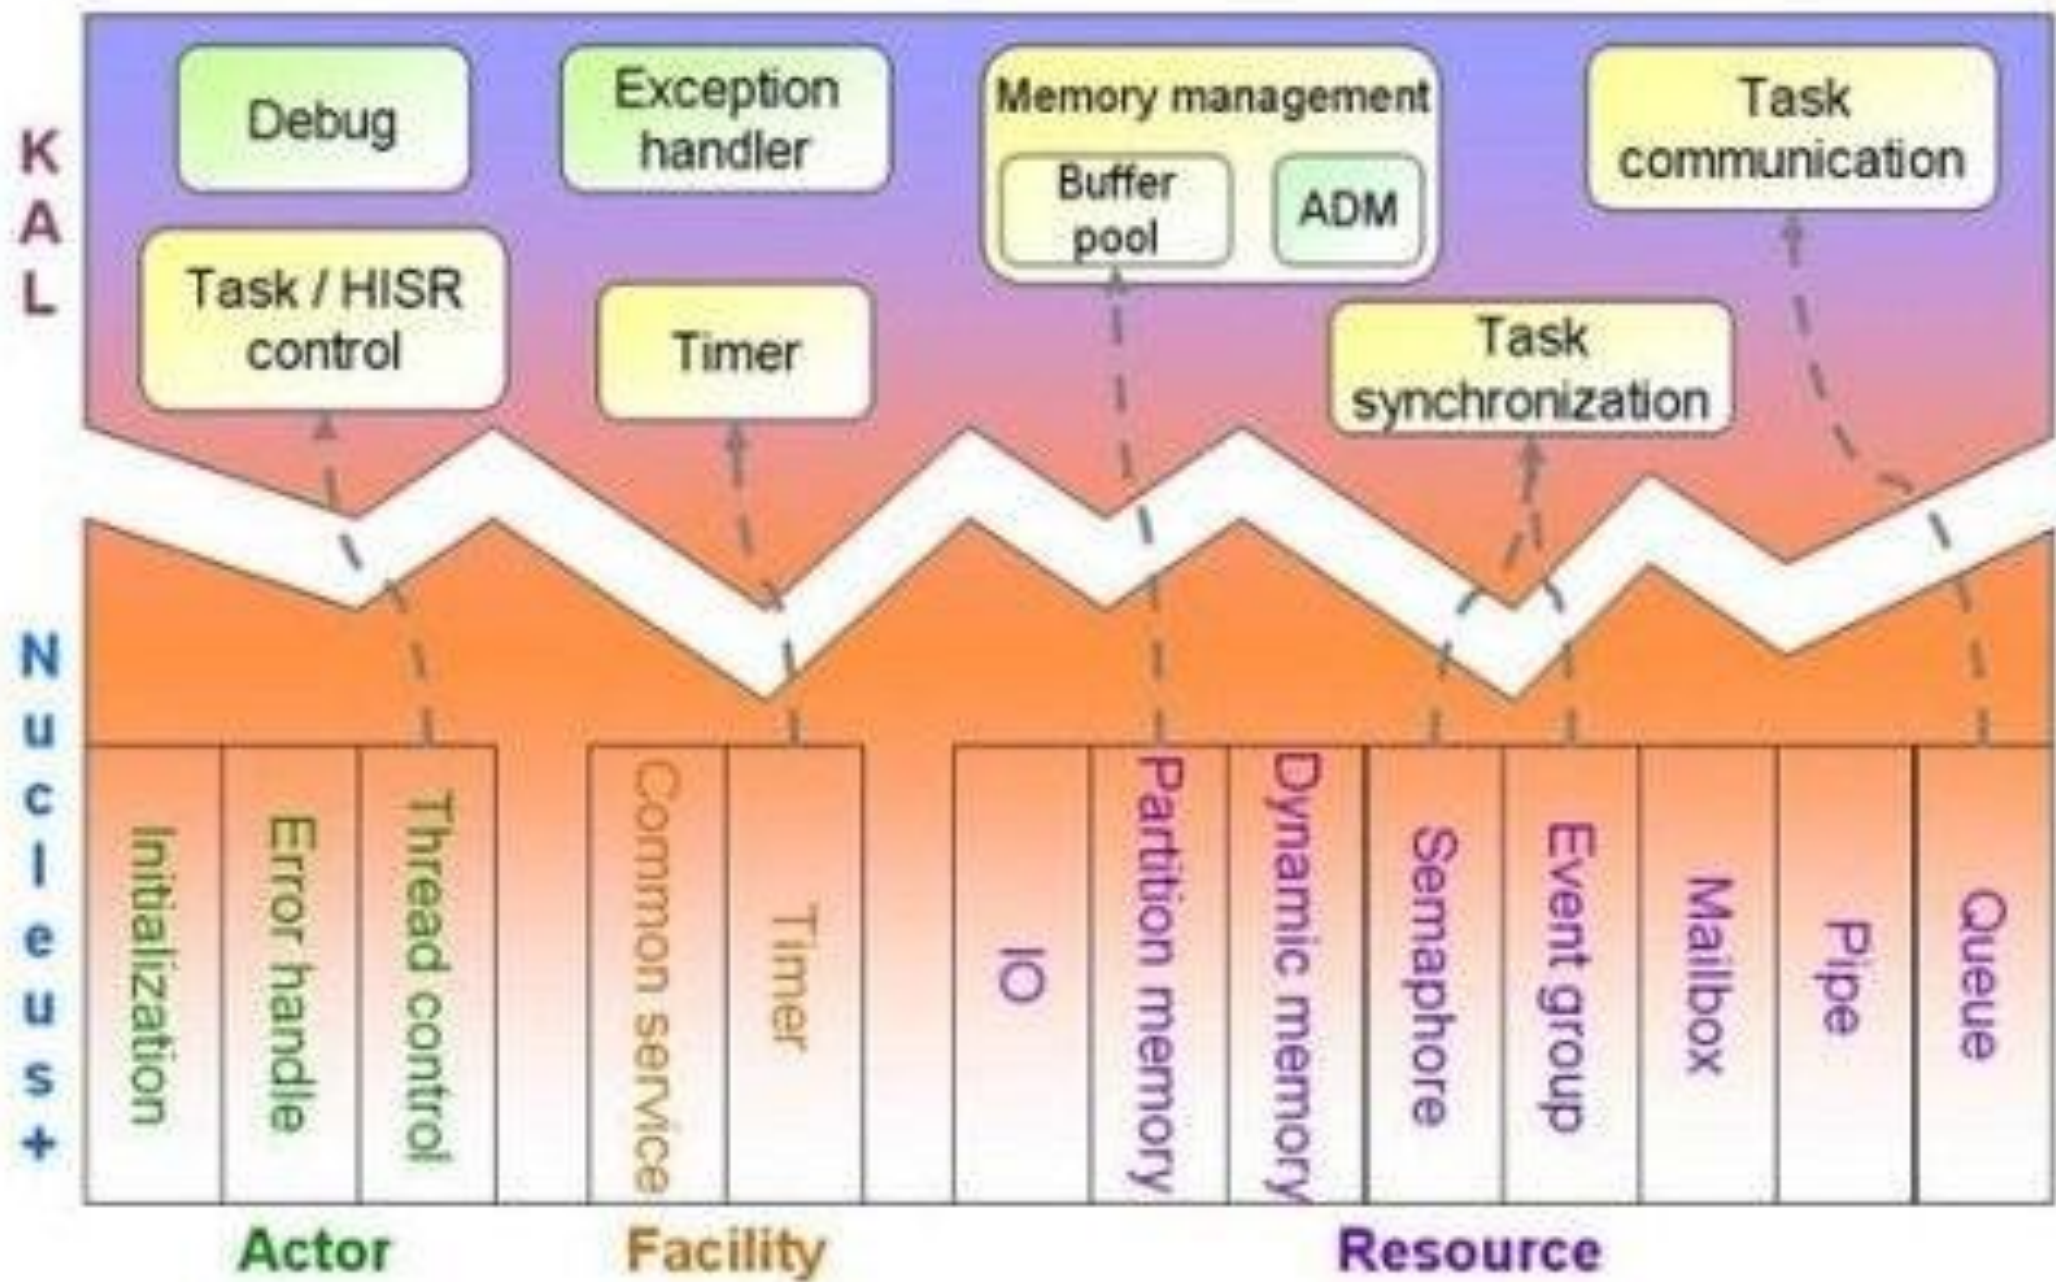 KAL
Debug
Exception
handler
Memory management
Buffer
pool
ADM
Task
communication
Task / HISR
control
Timer
Task
synchronization
Nucleus+
Initialization
Error handle
Thread control
Common service
Timer
IO
Partition memory
Dynamic memory
Semaphore
Event group
Mailbox
Pipe
Queue
Actor
Facility
Resource